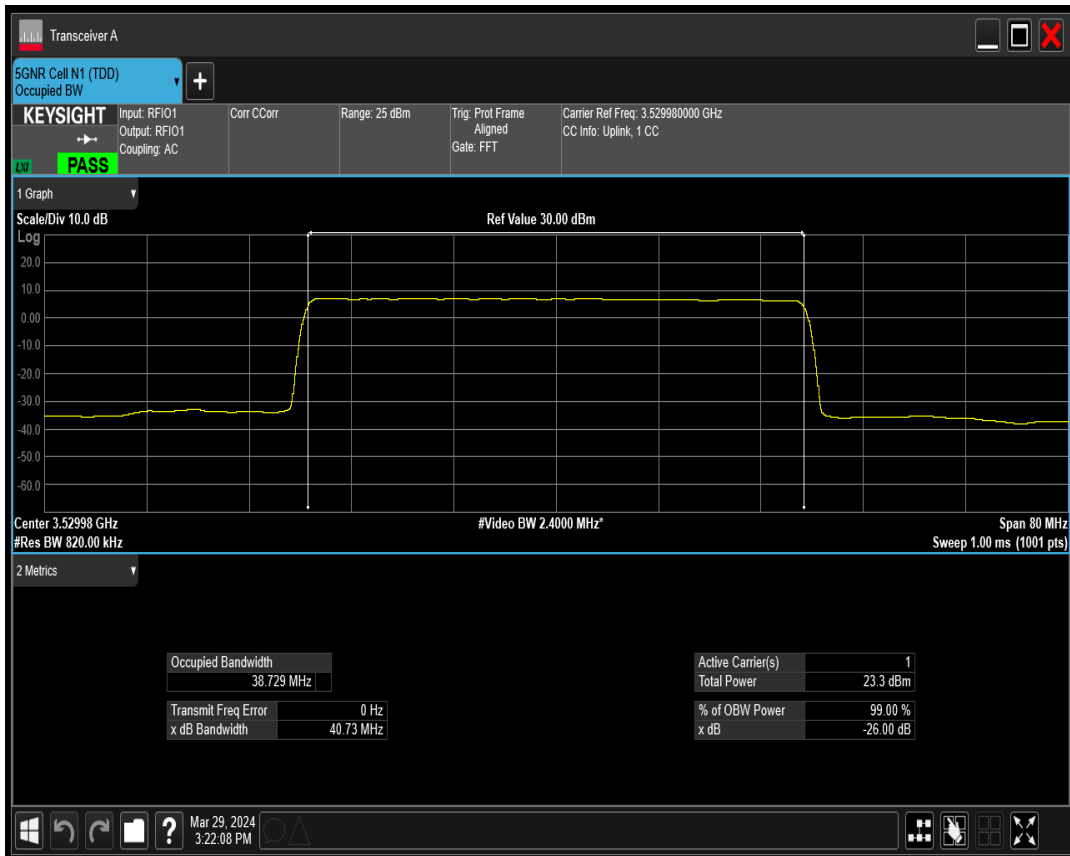 Transceiver A
5GNR Cell N1 (TDD)
Occupied BW
+
KEYSIGHT
LXI
PASS
Input: RFIO1
Output: RFIO1
Coupling: AC
Corr CCorr
Range: 25 dBm
Trig: Prot Frame
Aligned
Gate: FFT
Carrier Ref Freq: 3.529980000 GHz
CC Info: Uplink, 1 CC
1 Graph
Scale/Div 10.0 dB
Ref Value 30.00 dBm
Log
20.0
10.0
0.00
-10.0
-20.0
-30.0
-40.0
-50.0
-60.0
Center 3.52998 GHz
#Video BW 2.4000 MHz*
Span 80 MHz
#Res BW 820.00 kHz
Sweep 1.00 ms (1001 pts)
2 Metrics
Occupied Bandwidth
38.729 MHz
Transmit Freq Error 0 Hz
x dB Bandwidth 40.73 MHz
Active Carrier(s) 1
Total Power 23.3 dBm
% of OBW Power 99.00 %
x dB -26.00 dB
?
Mar 29, 2024
3:22:08 PM